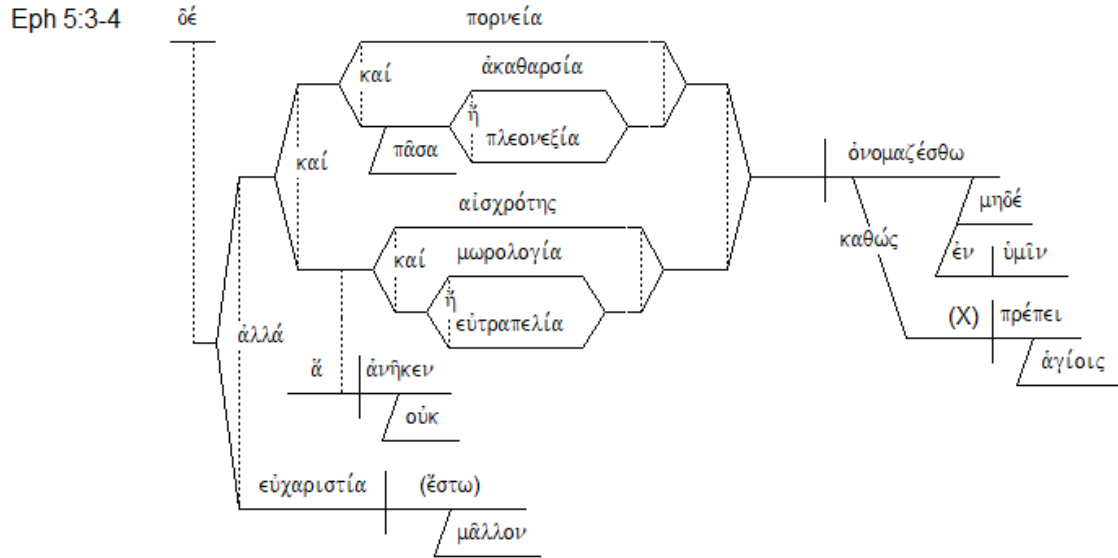 Eph 5:3-4
δέ
πορνεία
καί
ἀκαθαρσία
ἤ
πλεονεξία
πᾶσα
καί
αἰσχρότης
καί
μωρολογία
ἤ
εὐτραπελία
ὀνομαζέσθω
μηδέ
ἐν ὑμῖν
καθώς
(X) πρέπει
ἁγίοις
ἀλλά
ἅ ἀνῆκεν
οὐκ
εὐχαριστία (ἔστω)
μᾶλλον